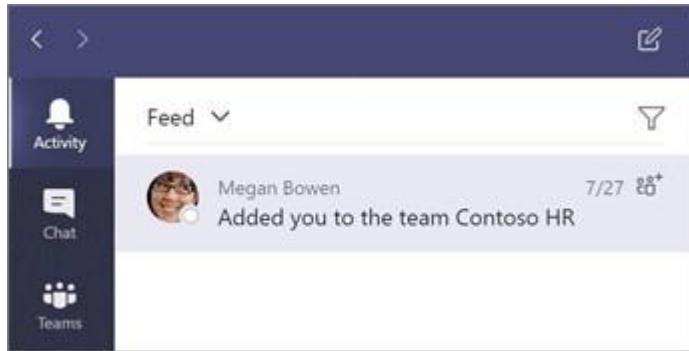 Activity
Feed
Megan Bowen 7/27
Added you to the team Contoso HR
Chat
Teams